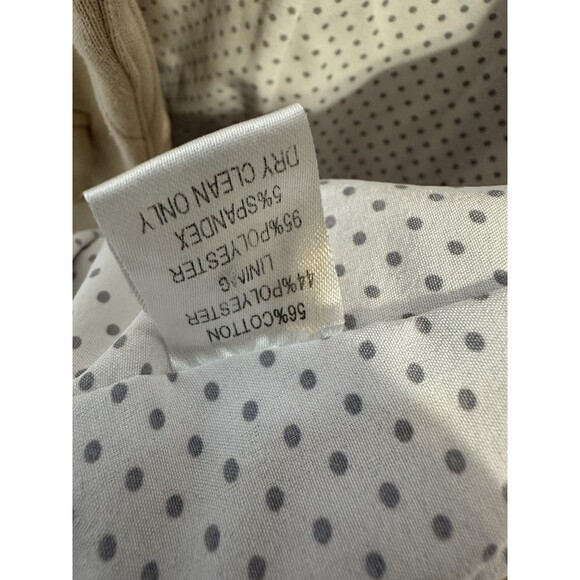 56%COTTON
44%POLYESTER
LINING
95%POLYESTER
5%SPANDEX
DRY CLEAN ONLY